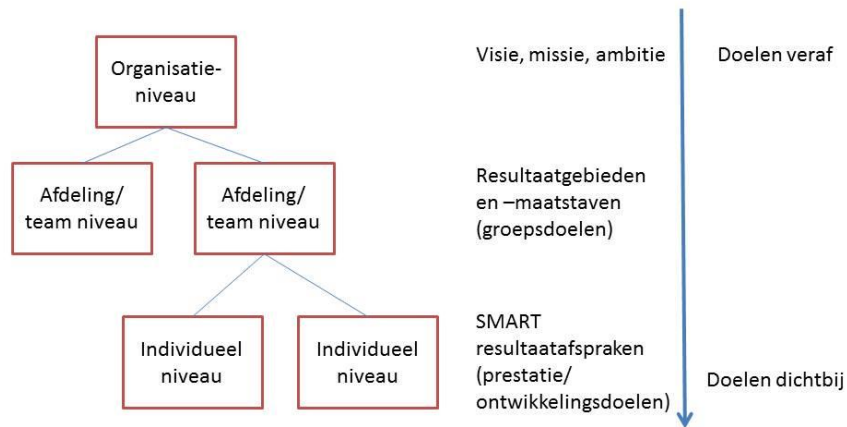 Organisatie-
niveau
Visie, missie, ambitie
Doelen veraf
Afdeling/
team niveau
Afdeling/
team niveau
Resultaatgebieden
en –maatstaven
(groepsdoelen)
Individueel
niveau
Individueel
niveau
SMART
resultaatafspraken
(prestatie/
ontwikkelingsdoelen)
Doelen dichtbij